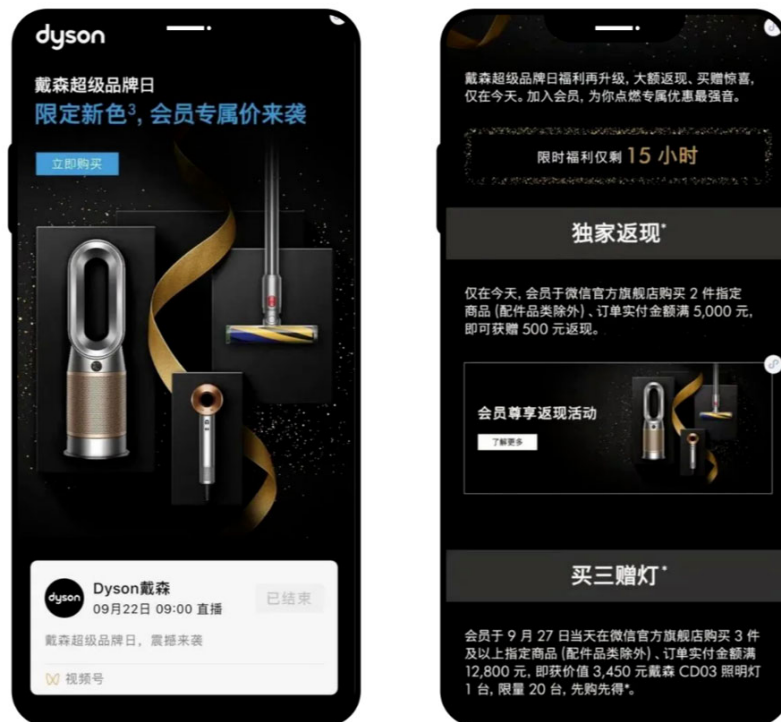 dyson
戴森超级品牌日
限定新色³, 会员专属价来袭
立即购买
dyson
Dyson戴森
09月22日 09:00 直播
已结束
戴森超级品牌日，震撼来袭
视频号
戴森超级品牌日福利再升级, 大额返现、买赠惊喜,
仅在今天。加入会员, 为你点燃专属优惠最强音。
限时福利仅剩 15 小时
独家返现*
仅在今天, 会员于微信官方旗舰店购买 2 件指定
商品 (配件品类除外) 、订单实付金额满 5,000 元,
即可获赠 500 元返现。
会员尊享返现活动
了解更多
买三赠灯*
会员于 9 月 27 日当天在微信官方旗舰店购买 3 件
及以上指定商品 (配件品类除外) 、订单实付金额满
12,800 元, 即获价值 3,450 元戴森 CD03 照明灯
1 台, 限量 20 台, 先购先得*。